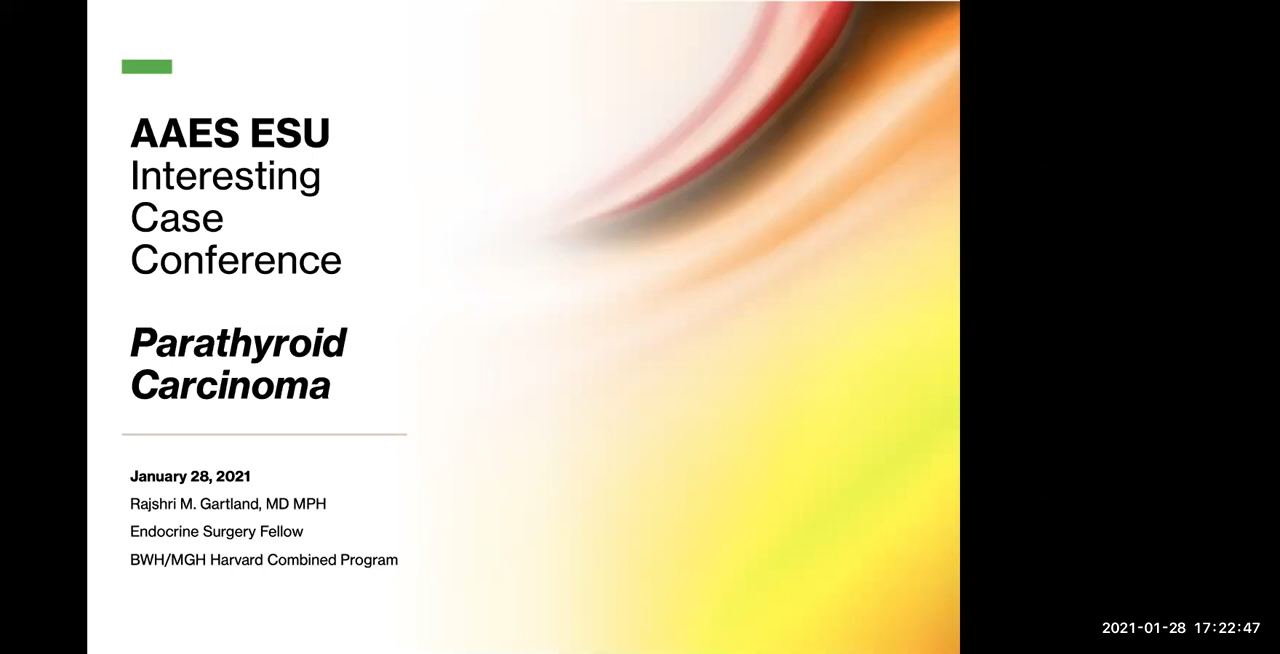 AAES ESU
Interesting
Case
Conference
Parathyroid
Carcinoma
January 28, 2021
Rajshri M. Gartland, MD MPH
Endocrine Surgery Fellow
BWH/MGH Harvard Combined Program
2021-01-28 17:22:47